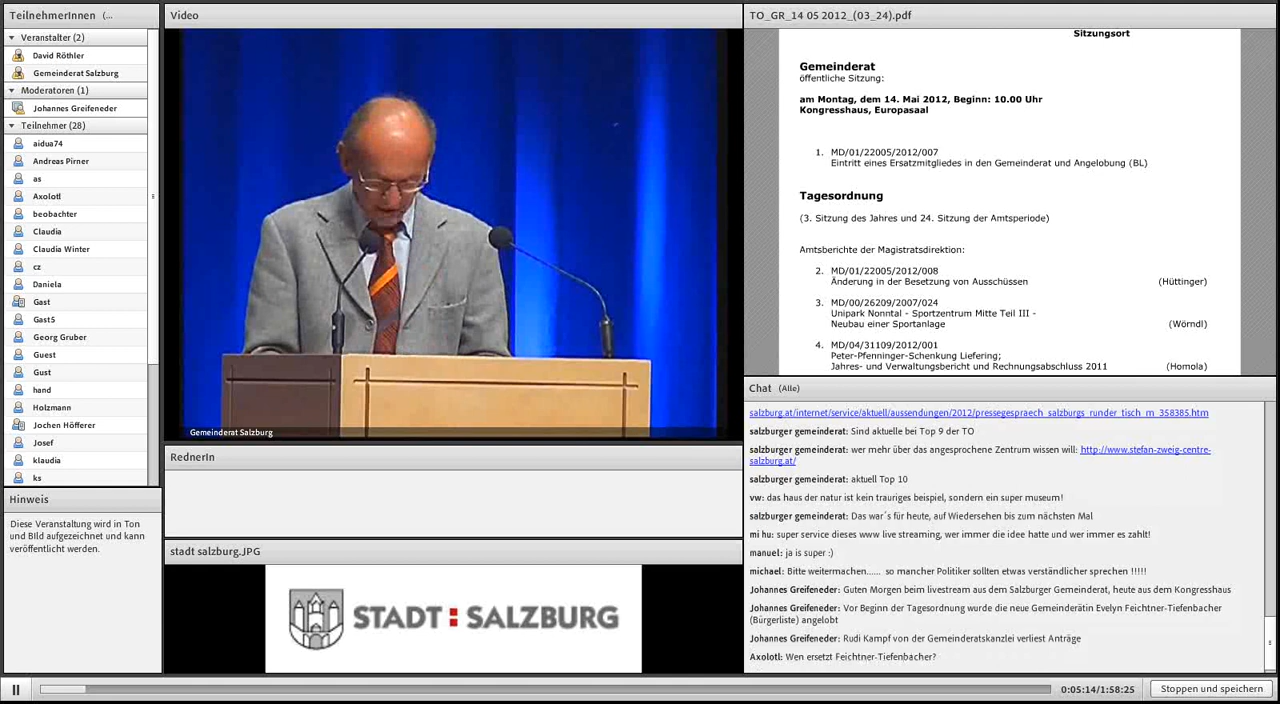 TeilnehmerInnen (...
Veranstalter (2)
David Röthler
Gemeinderat Salzburg
Moderatoren (1)
Johannes Greifeneder
Teilnehmer (28)
aidua74
Andreas Pirner
as
Axolotl
beobachter
Claudia
Claudia Winter
cz
Daniela
Gast
Gast5
Georg Gruber
Guest
Gust
hand
Holzmann
Jochen Höfferer
Josef
klaudia
ks
Hinweis
Diese Veranstaltung wird in Ton
und BIld aufgezeichnet und kann
veröffentlicht werden.
Video
Gemeinderat Salzburg
RednerIn
stadt salzburg.JPG
STADT : SALZBURG
TO_GR_14 05 2012_(03_24).pdf
Sitzungsort
Gemeinderat
öffentliche Sitzung:
am Montag, dem 14. Mai 2012, Beginn: 10.00 Uhr
Kongresshaus, Europasaal
1. MD/01/22005/2012/007
Eintritt eines Ersatzmitgliedes in den Gemeinderat und Angelobung (BL)
Tagesordnung
(3. Sitzung des Jahres und 24. Sitzung der Amtsperiode)
Amtsberichte der Magistratsdirektion:
2. MD/01/22005/2012/008
Änderung in der Besetzung von Ausschüssen (Hüttinger)
3. MD/00/26209/2007/024
Unipark Nonntal - Sportzentrum Mitte Teil III -
Neubau einer Sportanlage (Wörndl)
4. MD/04/31109/2012/001
Peter-Pfenninger-Schenkung Liefering;
Jahres- und Verwaltungsbericht und Rechnungsabschluss 2011 (Homola)
Chat (Alle)
salzburg.at/internet/service/aktuell/aussendungen/2012/pressegespraech_salzburgs_runder_tisch_m_358385.htm
salzburger gemeinderat: Sind aktuelle bei Top 9 der TO
salzburger gemeinderat: wer mehr über das angesprochene Zentrum wissen will: http://www.stefan-zweig-centre-
salzburg.at/
salzburger gemeinderat: aktuell Top 10
vw: das haus der natur ist kein trauriges beispiel, sondern ein super museum!
salzburger gemeinderat: Das war´s für heute, auf Wiedersehen bis zum nächsten Mal
mi hu: super service dieses www live streaming, wer immer die idee hatte und wer immer es zahlt!
manuel: ja is super :)
michael: Bitte weitermachen...... so mancher Politiker sollten etwas verständlicher sprechen !!!!!
Johannes Greifeneder: Guten Morgen beim livestream aus dem Salzburger Gemeinderat, heute aus dem Kongresshaus
Johannes Greifeneder: Vor Beginn der Tagesordnung wurde die neue Gemeinderätin Evelyn Feichtner-Tiefenbacher
(Bürgerliste) angelobt
Johannes Greifeneder: Rudi Kampf von der Gemeinderatskanzlei verliest Anträge
Axolotl: Wen ersetzt Feichtner-Tiefenbacher?
0:05:14/1:58:25
Stoppen und speichern